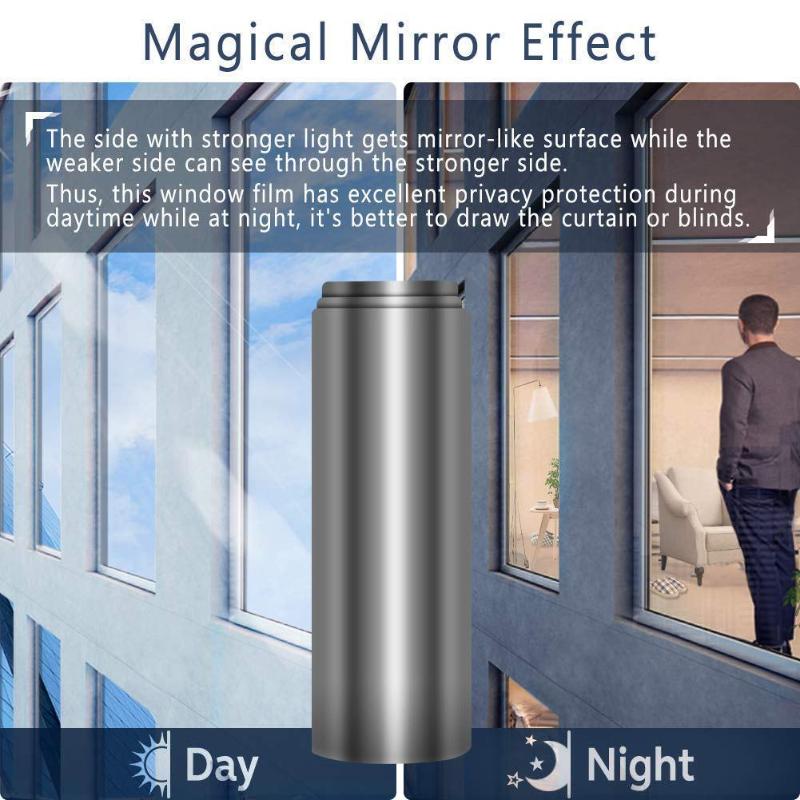 Magical Mirror Effect
The side with stronger light gets mirror-like surface while the
weaker side can see through the stronger side.
Thus, this window film has excellent privacy protection during
daytime while at night, it's better to draw the curtain or blinds.
Day
Night